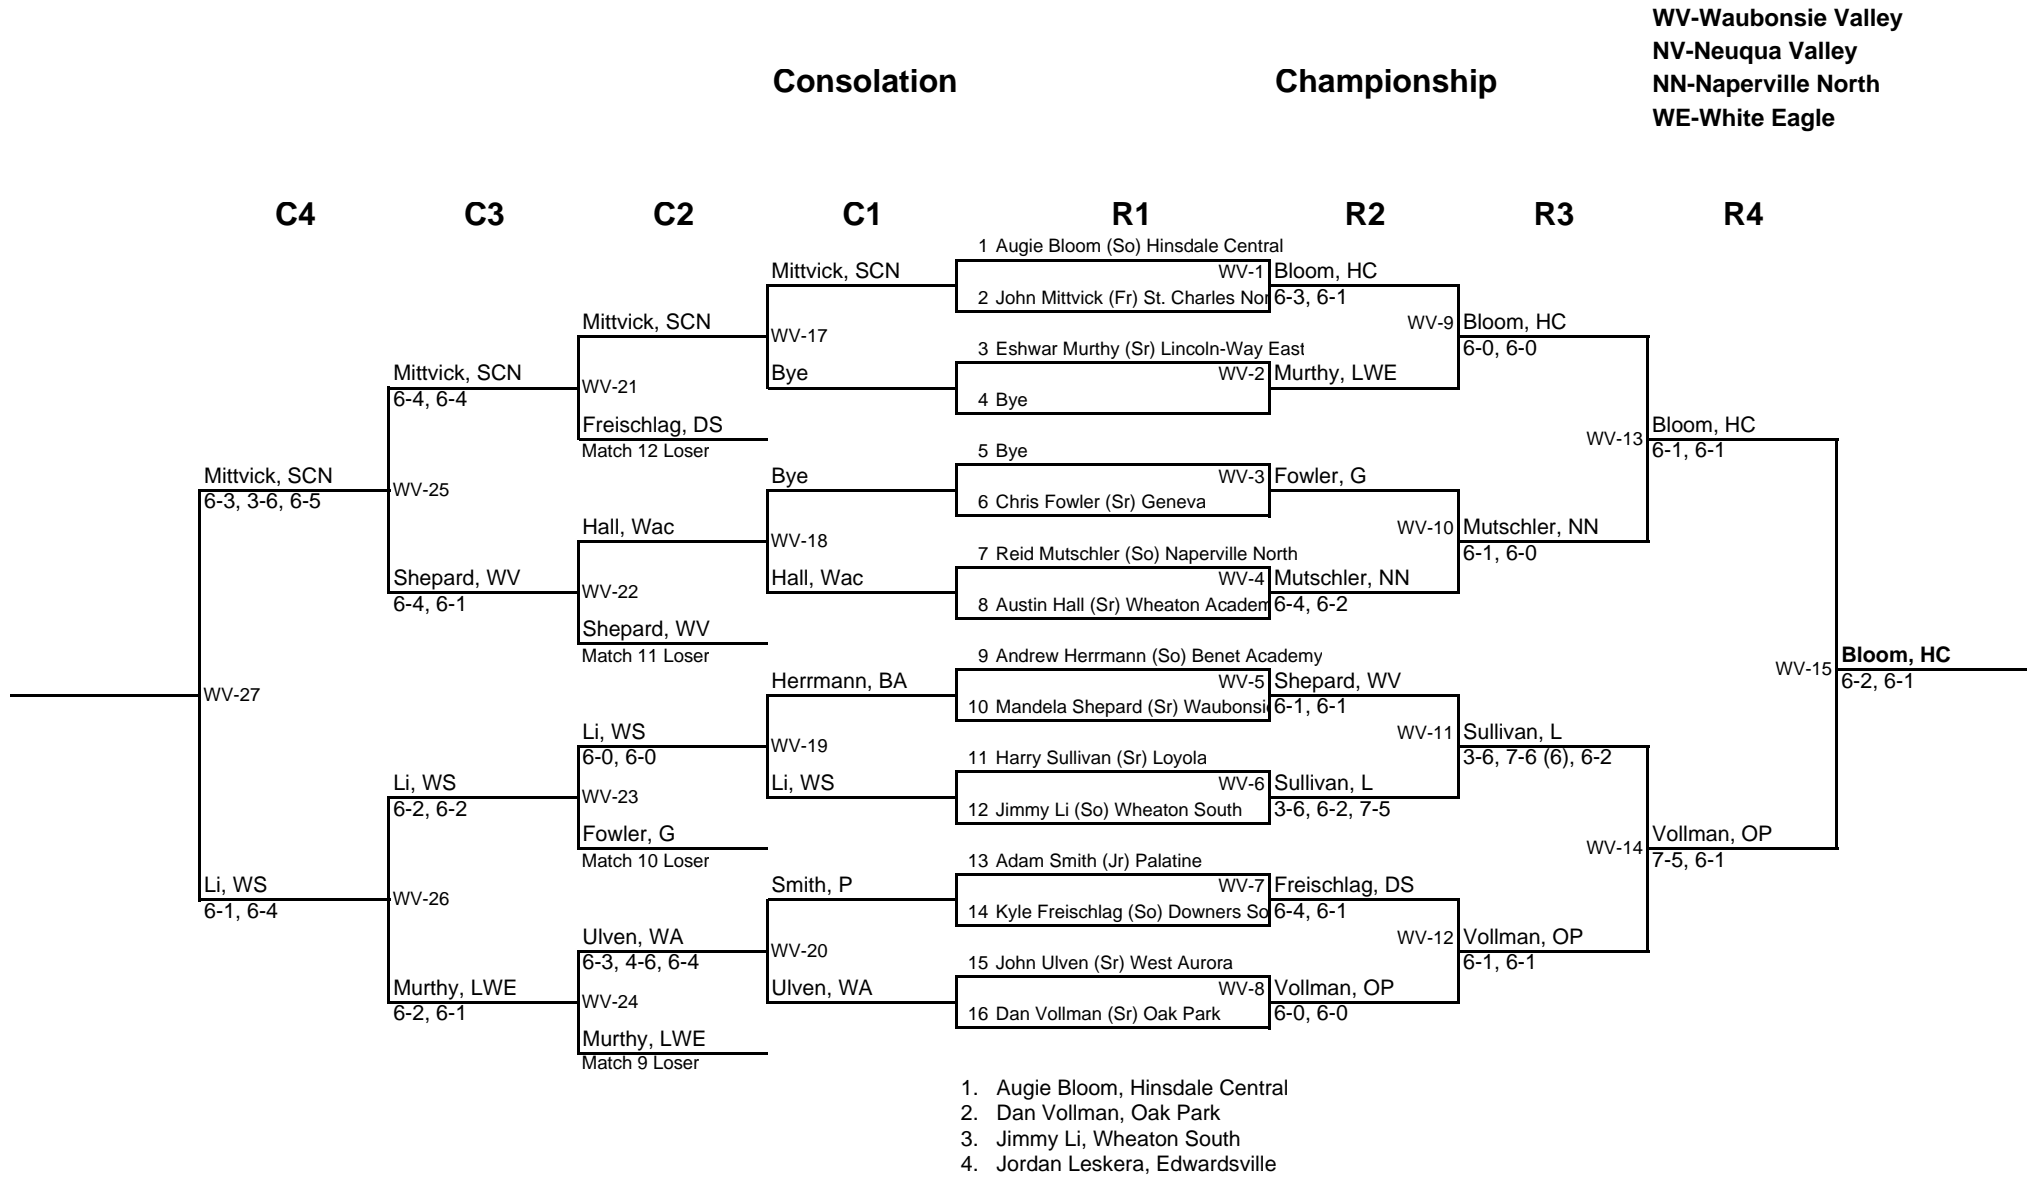 WV-Waubonsie Valley
NV-Neuqua Valley
NN-Naperville North
WE-White Eagle
Consolation
Championship
C4 C3 C2 C1 R1 R2 R3 R4
1 Augie Bloom (So) Hinsdale Central
Mittvick, SCN WV-1 Bloom, HC
2 John Mittvick (Fr) St. Charles Nor 6-3, 6-1
Mittvick, SCN WV-17 WV-9 Bloom, HC
3 Eshwar Murthy (Sr) Lincoln-Way East 6-0, 6-0
Mittvick, SCN WV-21 Bye WV-2 Murthy, LWE
6-4, 6-4 4 Bye
Freischlag, DS WV-13 Bloom, HC
Match 12 Loser 5 Bye 6-1, 6-1
Mittvick, SCN Bye WV-3 Fowler, G
6-3, 3-6, 6-5 WV-25 6 Chris Fowler (Sr) Geneva
Hall, Wac WV-18 WV-10 Mutschler, NN
7 Reid Mutschler (So) Naperville North 6-1, 6-0
Shepard, WV WV-22 Hall, Wac WV-4 Mutschler, NN
6-4, 6-1 8 Austin Hall (Sr) Wheaton Academ 6-4, 6-2
Shepard, WV
Match 11 Loser 9 Andrew Herrmann (So) Benet Academy WV-15 Bloom, HC
WV-27 Herrmann, BA WV-5 Shepard, WV 6-2, 6-1
10 Mandela Shepard (Sr) Waubonsi 6-1, 6-1
Li, WS WV-19 WV-11 Sullivan, L
6-0, 6-0 11 Harry Sullivan (Sr) Loyola 3-6, 7-6 (6), 6-2
Li, WS WV-23 Li, WS WV-6 Sullivan, L
6-2, 6-2 12 Jimmy Li (So) Wheaton South 3-6, 6-2, 7-5
Fowler, G WV-14 Vollman, OP
Match 10 Loser 13 Adam Smith (Jr) Palatine 7-5, 6-1
Li, WS WV-26 Smith, P WV-7 Freischlag, DS
6-1, 6-4 14 Kyle Freischlag (So) Downers So 6-4, 6-1
Ulven, WA WV-20 WV-12 Vollman, OP
6-3, 4-6, 6-4 15 John Ulven (Sr) West Aurora 6-1, 6-1
Murthy, LWE WV-24 Ulven, WA WV-8 Vollman, OP
6-2, 6-1 16 Dan Vollman (Sr) Oak Park 6-0, 6-0
Murthy, LWE
Match 9 Loser
1. Augie Bloom, Hinsdale Central
2. Dan Vollman, Oak Park
3. Jimmy Li, Wheaton South
4. Jordan Leskera, Edwardsville